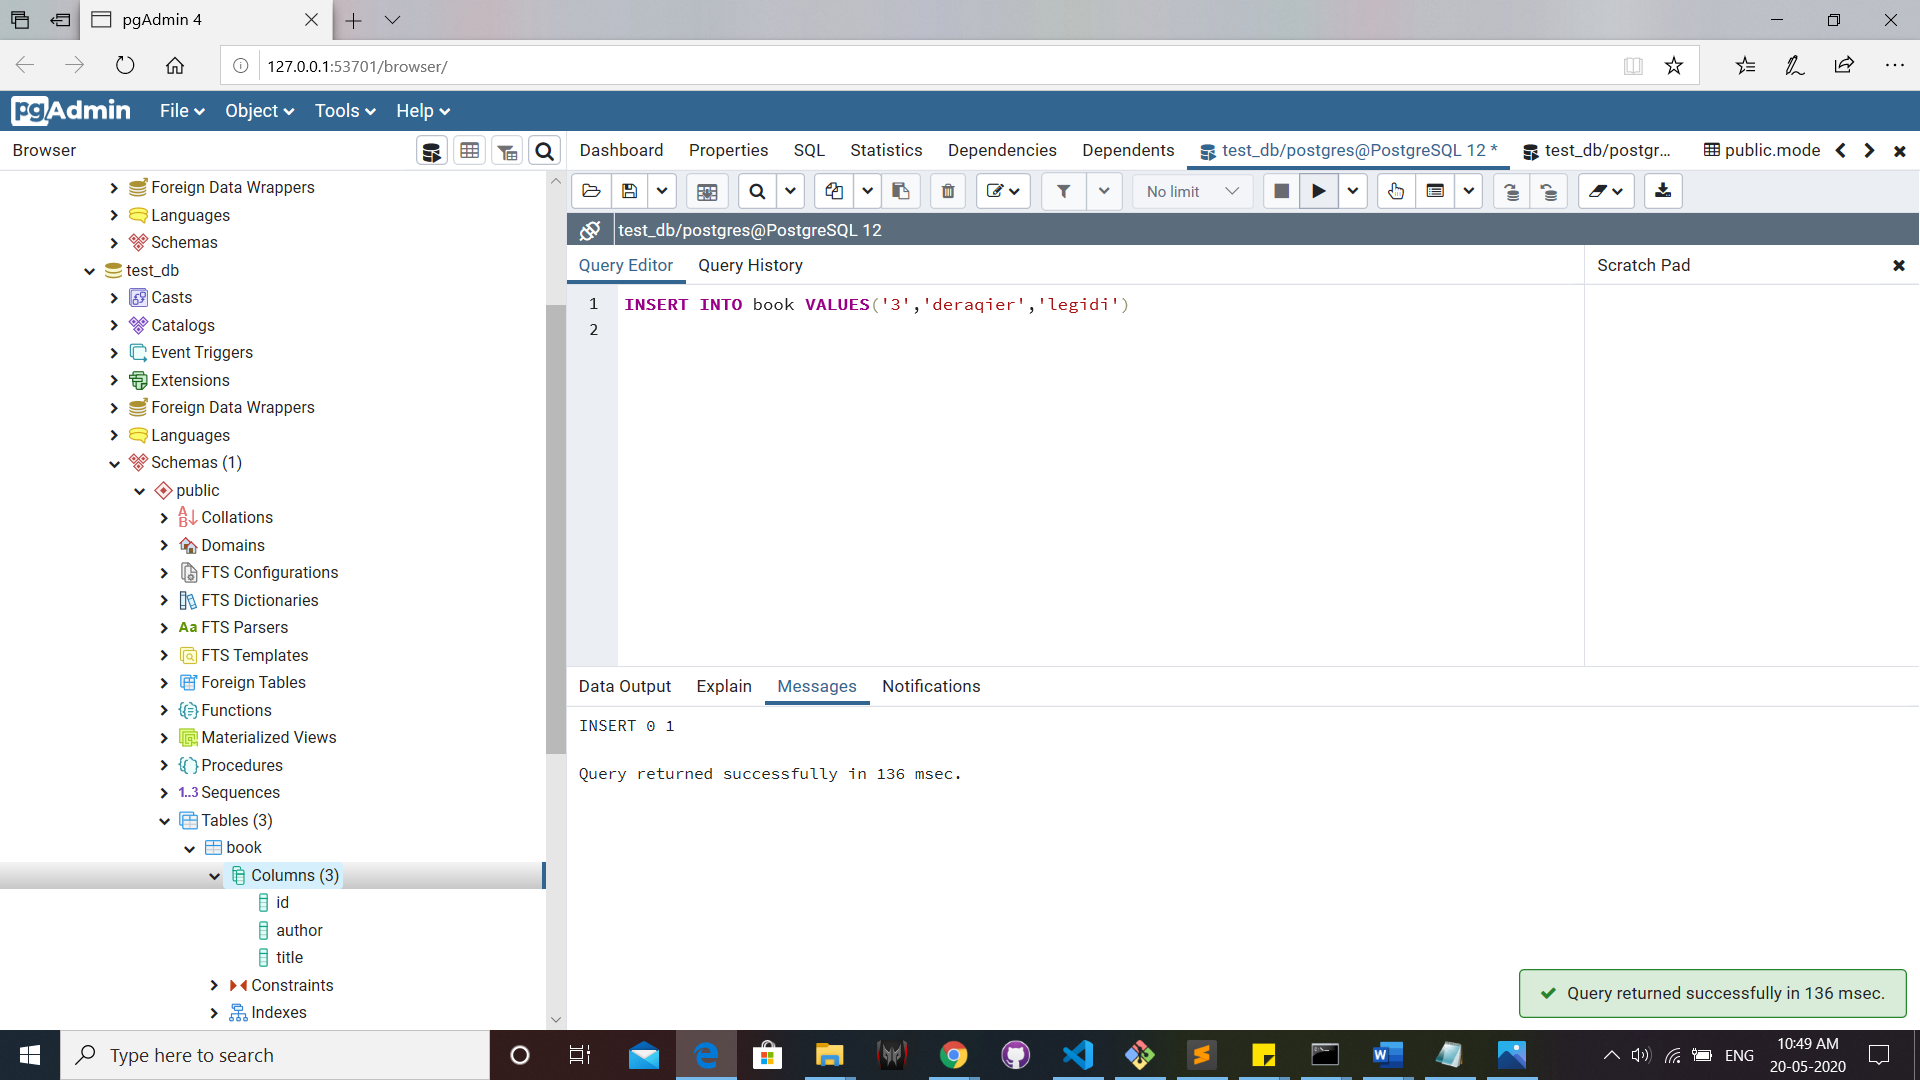 pgAdmin 4
127.0.0.1:53701/browser/
pgAdmin File Object Tools Help
Browser
Dashboard Properties SQL Statistics Dependencies Dependents test_db/postgres@PostgreSQL 12 * test_db/postgr... public.mode
No limit
Foreign Data Wrappers
Languages
Schemas
test_db
Casts
Catalogs
Event Triggers
Extensions
Foreign Data Wrappers
Languages
Schemas (1)
public
Collations
Domains
FTS Configurations
FTS Dictionaries
Aa FTS Parsers
FTS Templates
Foreign Tables
Functions
Materialized Views
Procedures
1..3 Sequences
Tables (3)
book
Columns (3)
id
author
title
Constraints
Indexes
test_db/postgres@PostgreSQL 12
Query Editor Query History
Scratch Pad
1 INSERT INTO book VALUES('3','deraqier','legidi')
2
Data Output Explain Messages Notifications
INSERT 0 1
Query returned successfully in 136 msec.
Query returned successfully in 136 msec.
Type here to search
ENG
10:49 AM
20-05-2020